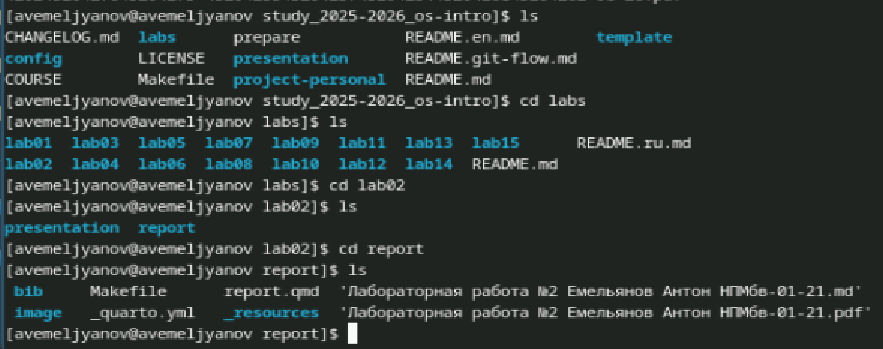 [avemeljyanov@avemeljyanov study_2025-2026_os-intro]$ ls
CHANGELOG.md labs prepare README.en.md template
config LICENSE presentation README.git-flow.md
COURSE Makefile project-personal README.md
[avemeljyanov@avemeljyanov study_2025-2026_os-intro]$ cd labs
[avemeljyanov@avemeljyanov labs]$ ls
lab01 lab03 lab05 lab07 lab09 lab11 lab13 lab15 README.ru.md
lab02 lab04 lab06 lab08 lab10 lab12 lab14 README.md
[avemeljyanov@avemeljyanov labs]$ cd lab02
[avemeljyanov@avemeljyanov lab02]$ ls
presentation report
[avemeljyanov@avemeljyanov lab02]$ cd report
[avemeljyanov@avemeljyanov report]$ ls
bib Makefile report.qmd 'Лабораторная работа №2 Емельянов Антон НПМбв-01-21.md'
image _quarto.yml _resources 'Лабораторная работа №2 Емельянов Антон НПМбв-01-21.pdf'
[avemeljyanov@avemeljyanov report]$